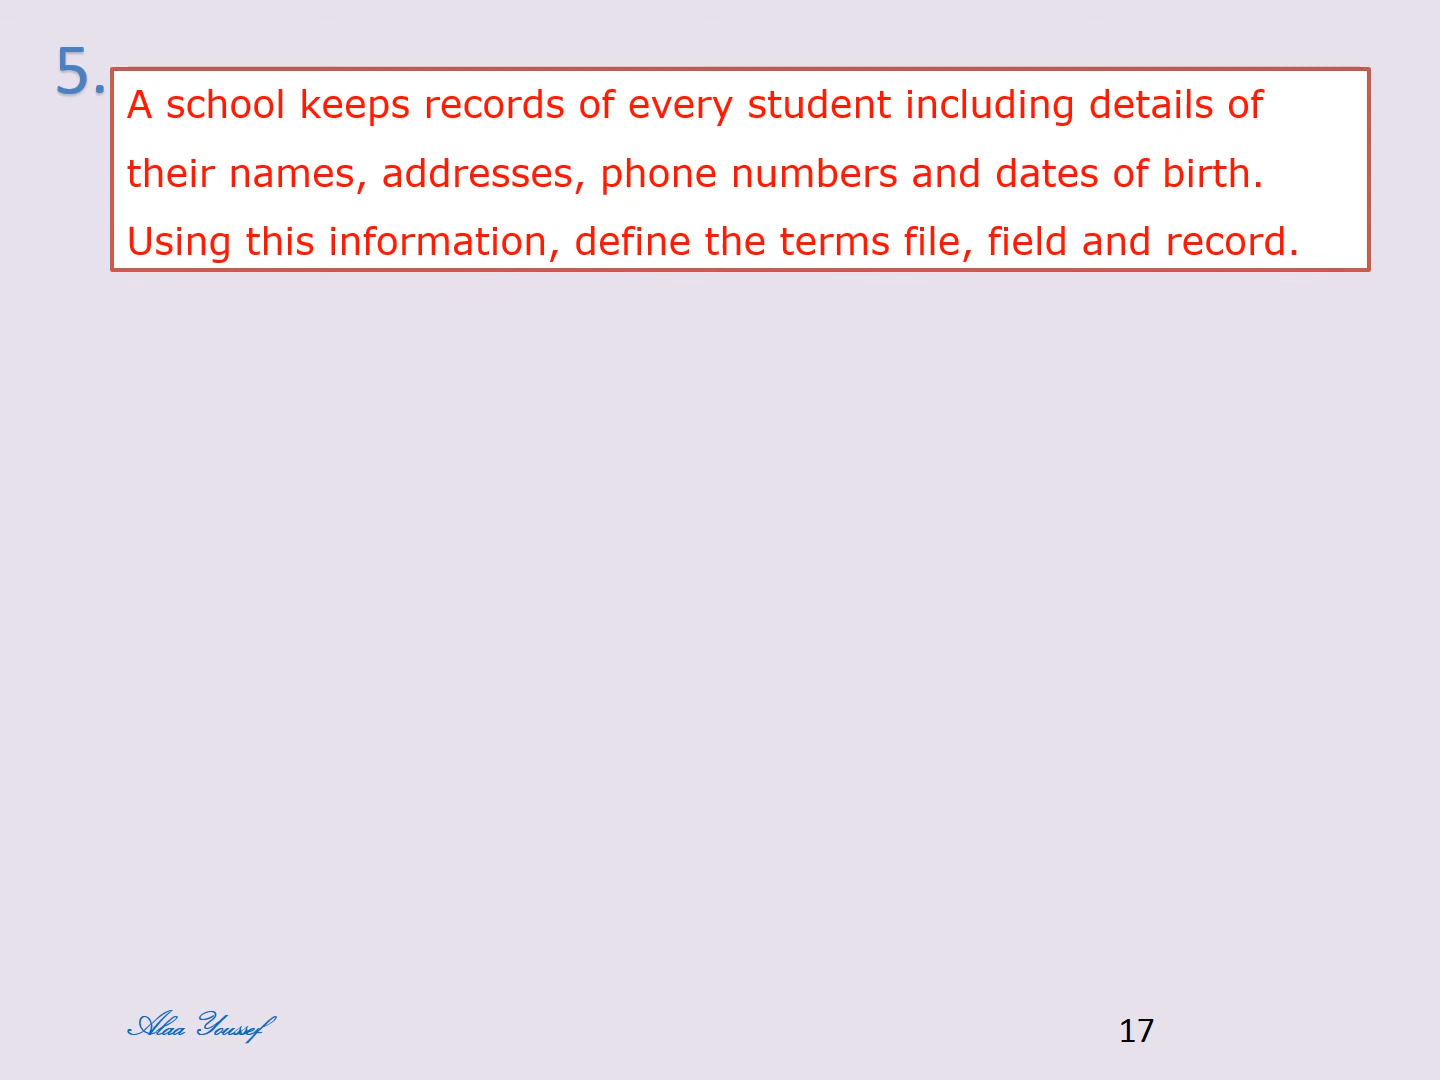 5.
A school keeps records of every student including details of
their names, addresses, phone numbers and dates of birth.
Using this information, define the terms file, field and record.
Alaa Youssef
17